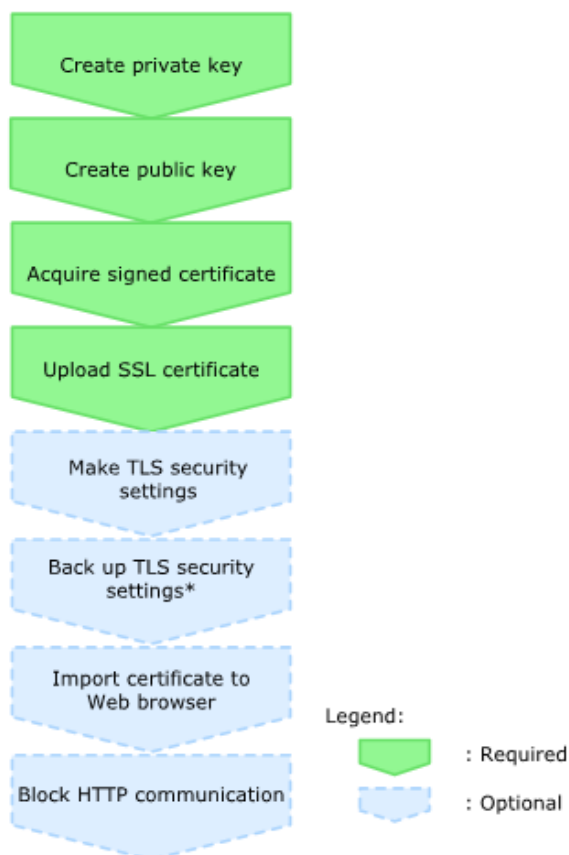 Create private key
Create public key
Acquire signed certificate
Upload SSL certificate
Make TLS security
settings
Back up TLS security
settings*
Import certificate to
Web browser
Block HTTP communication
Legend:
: Required
: Optional